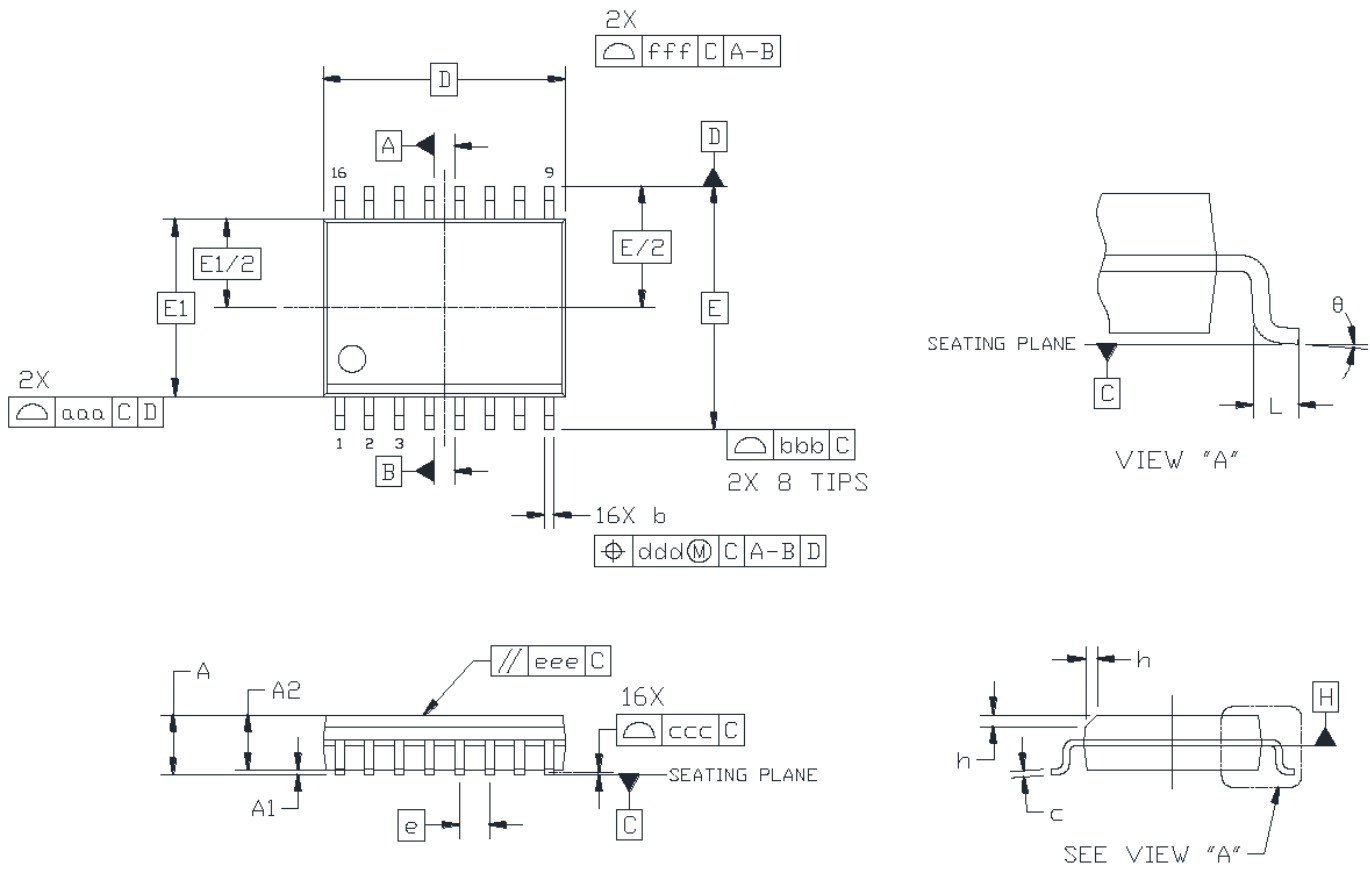 2X
fff C A-B
D
A
D
16 9
E/2
E1/2
E1
E
2X
aaa C D
1 2 3
B
bbb C
2X 8 TIPS
16X b
ddd Ⓜ C A-B D
θ
SEATING PLANE
C
L
VIEW "A"
// eee C
A
A2
16X
ccc C
SEATING PLANE
A1
e
C
h
H
h
c
SEE VIEW "A"